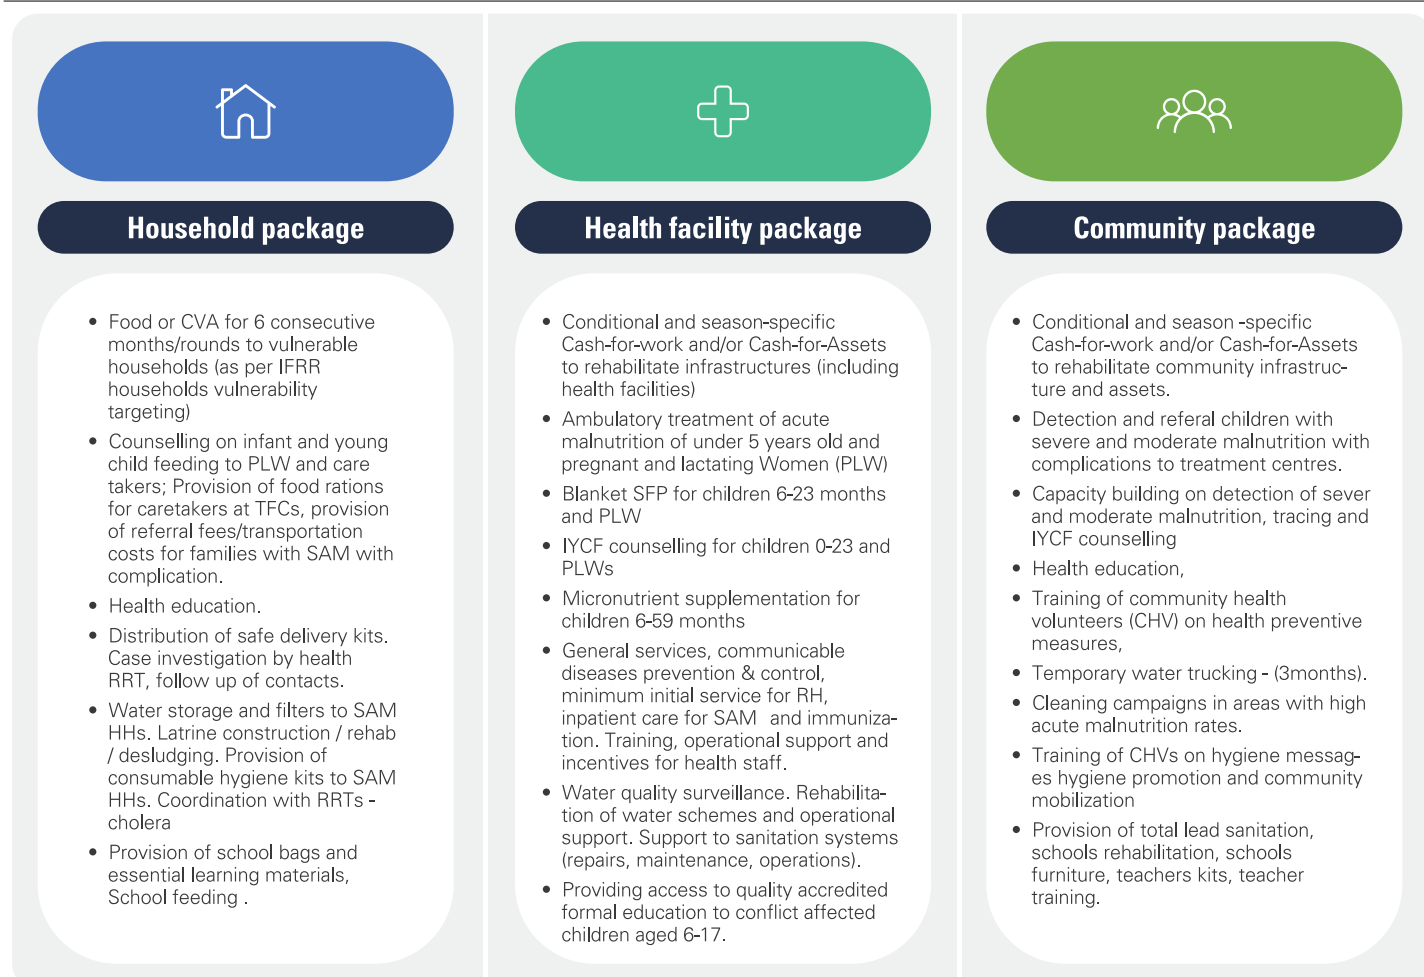 Household package
• Food or CVA for 6 consecutive
months/rounds to vulnerable
households (as per IFRR
households vulnerability
targeting)
• Counselling on infant and young
child feeding to PLW and care
takers; Provision of food rations
for caretakers at TFCs, provision
of referral fees/transportation
costs for families with SAM with
complication.
• Health education.
• Distribution of safe delivery kits.
Case investigation by health
RRT, follow up of contacts.
• Water storage and filters to SAM
HHs. Latrine construction / rehab
/ desludging. Provision of
consumable hygiene kits to SAM
HHs. Coordination with RRTs -
cholera
• Provision of school bags and
essential learning materials,
School feeding .
Health facility package
• Conditional and season-specific
Cash-for-work and/or Cash-for-Assets
to rehabilitate infrastructures (including
health facilities)
• Ambulatory treatment of acute
malnutrition of under 5 years old and
pregnant and lactating Women (PLW)
• Blanket SFP for children 6-23 months
and PLW
• IYCF counselling for children 0-23 and
PLWs
• Micronutrient supplementation for
children 6-59 months
• General services, communicable
diseases prevention & control,
minimum initial service for RH,
inpatient care for SAM  and immuniza-
tion. Training, operational support and
incentives for health staff.
• Water quality surveillance. Rehabilita-
tion of water schemes and operational
support. Support to sanitation systems
(repairs, maintenance, operations).
• Providing access to quality accredited
formal education to conflict affected
children aged 6-17.
Community package
• Conditional and season -specific
Cash-for-work and/or Cash-for-Assets
to rehabilitate community infrastruc-
ture and assets.
• Detection and referal children with
severe and moderate malnutrition with
complications to treatment centres.
• Capacity building on detection of sever
and moderate malnutrition, tracing and
IYCF counselling
• Health education,
• Training of community health
volunteers (CHV) on health preventive
measures,
• Temporary water trucking - (3months).
• Cleaning campaigns in areas with high
acute malnutrition rates.
• Training of CHVs on hygiene messag-
es hygiene promotion and community
mobilization
• Provision of total lead sanitation,
schools rehabilitation, schools
furniture, teachers kits, teacher
training.